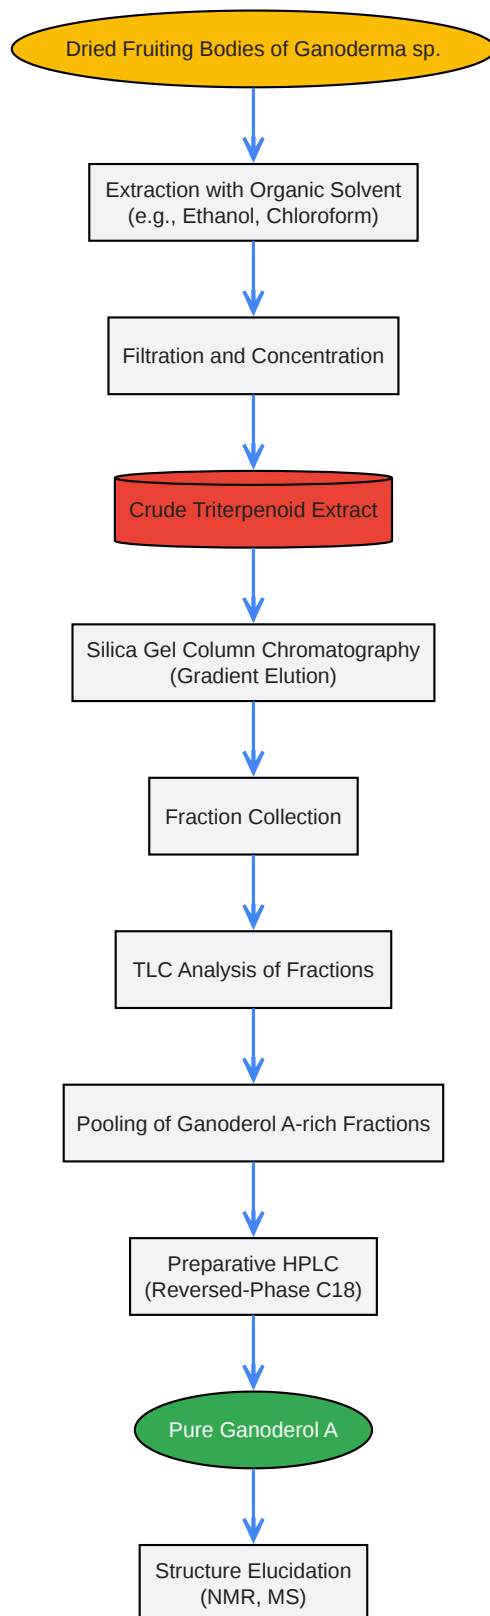 Dried Fruiting Bodies of Ganoderma sp.
Extraction with Organic Solvent
(e.g., Ethanol, Chloroform)
Filtration and Concentration
Crude Triterpenoid Extract
Silica Gel Column Chromatography
(Gradient Elution)
Fraction Collection
TLC Analysis of Fractions
Pooling of Ganoderol A-rich Fractions
Preparative HPLC
(Reversed-Phase C18)
Pure Ganoderol A
Structure Elucidation
(NMR, MS)